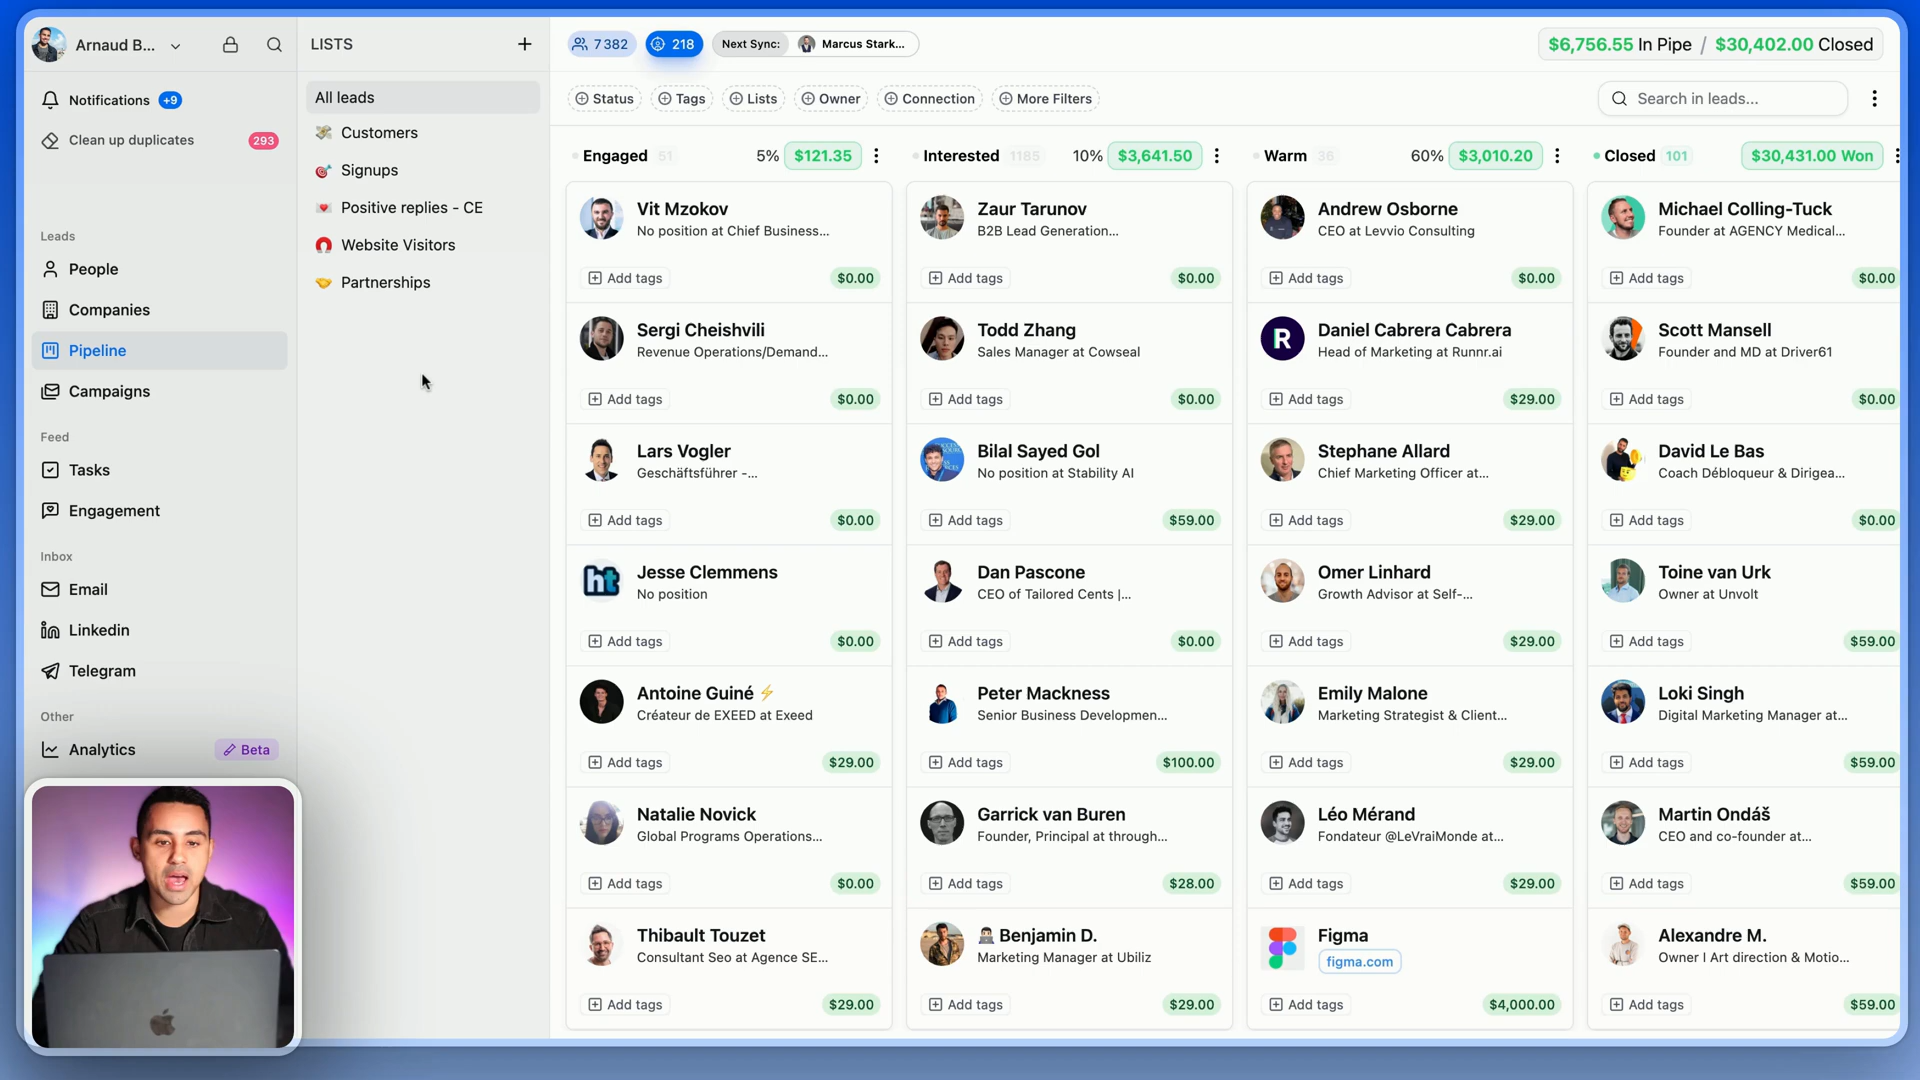 Arnaud B...
Notifications +9
Clean up duplicates 293
Leads
People
Companies
Pipeline
Campaigns
Feed
Tasks
Engagement
Inbox
Email
Linkedin
Telegram
Other
Analytics Beta
LISTS
All leads
Customers
Signups
Positive replies - CE
Website Visitors
Partnerships
7 382 218 Next Sync: Marcus Stark...
$6,756.55 In Pipe / $30,402.00 Closed
Status Tags Lists Owner Connection More Filters
Search in leads...
Engaged 51 5% $121.35
Vit Mzokov
No position at Chief Business...
Add tags $0.00
Sergi Cheishvili
Revenue Operations/Demand...
Add tags $0.00
Lars Vogler
Geschäftsführer -...
Add tags $0.00
ht
Jesse Clemmens
No position
Add tags $0.00
Antoine Guiné ⚡
Créateur de EXEED at Exeed
Add tags $29.00
Natalie Novick
Global Programs Operations...
Add tags $0.00
Thibault Touzet
Consultant Seo at Agence SE...
Add tags $29.00
Interested 1185 10% $3,641.50
Zaur Tarunov
B2B Lead Generation...
Add tags $0.00
Todd Zhang
Sales Manager at Cowseal
Add tags $0.00
Bilal Sayed Gol
No position at Stability AI
Add tags $59.00
Dan Pascone
CEO of Tailored Cents |...
Add tags $0.00
Peter Mackness
Senior Business Developmen...
Add tags $100.00
Garrick van Buren
Founder, Principal at through...
Add tags $28.00
👨🏻‍💻 Benjamin D.
Marketing Manager at Ubiliz
Add tags $29.00
Warm 36 60% $3,010.20
Andrew Osborne
CEO at Levvio Consulting
Add tags $0.00
R
Daniel Cabrera Cabrera
Head of Marketing at Runnr.ai
Add tags $29.00
Stephane Allard
Chief Marketing Officer at...
Add tags $29.00
Omer Linhard
Growth Advisor at Self-...
Add tags $29.00
Emily Malone
Marketing Strategist & Client...
Add tags $29.00
Léo Mérand
Fondateur @LeVraiMonde at...
Add tags $29.00
Figma
figma.com
Add tags $4,000.00
Closed 101 $30,431.00 Won
Michael Colling-Tuck
Founder at AGENCY Medical...
Add tags $0.00
Scott Mansell
Founder and MD at Driver61
Add tags $0.00
David Le Bas
Coach Débloqueur & Dirigea...
Add tags $0.00
Toine van Urk
Owner at Unvolt
Add tags $59.00
Loki Singh
Digital Marketing Manager at...
Add tags $59.00
Martin Ondáš
CEO and co-founder at...
Add tags $59.00
Alexandre M.
Owner I Art direction & Motio...
Add tags $59.00